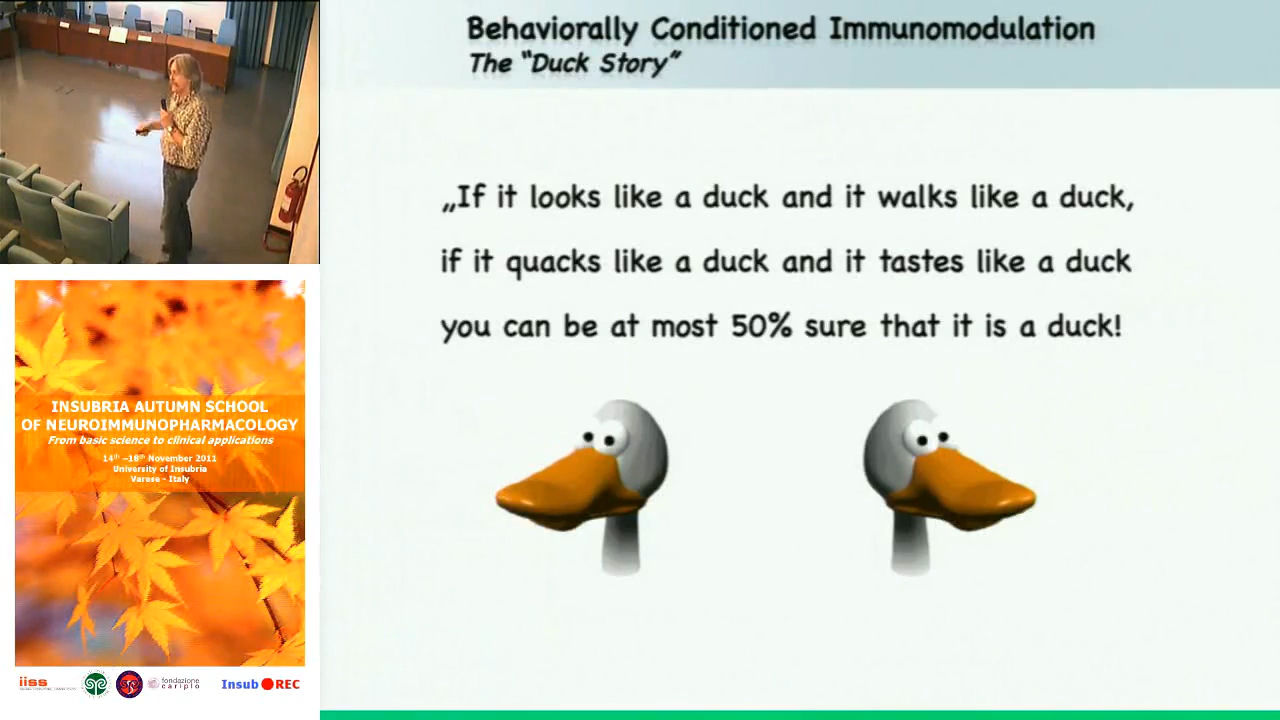 Behaviorally Conditioned Immunomodulation
The "Duck Story"
„If it looks like a duck and it walks like a duck,
if it quacks like a duck and it tastes like a duck
you can be at most 50% sure that it is a duck!
INSUBRIA AUTUMN SCHOOL
OF NEUROIMMUNOPHARMACOLOGY
From basic science to clinical applications
14th –18th November 2011
University of Insubria
Varese - Italy
iiss
fondazione
cariplo
Insub REC